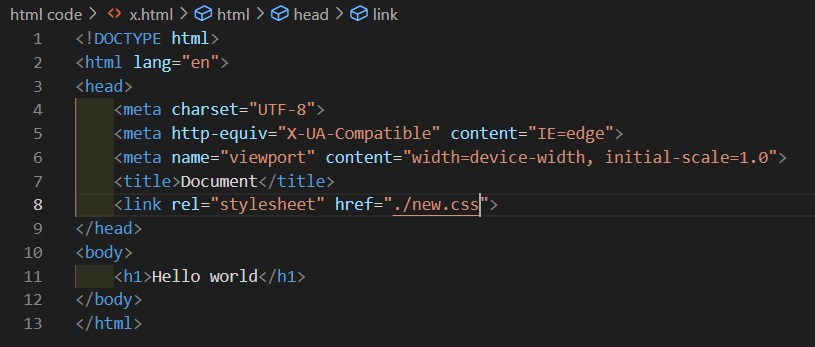 html code > <> x.html > html > head > link
1 <!DOCTYPE html>
2 <html lang="en">
3 <head>
4     <meta charset="UTF-8">
5     <meta http-equiv="X-UA-Compatible" content="IE=edge">
6     <meta name="viewport" content="width=device-width, initial-scale=1.0">
7     <title>Document</title>
8     <link rel="stylesheet" href="./new.css">
9 </head>
10 <body>
11     <h1>Hello world</h1>
12 </body>
13 </html>